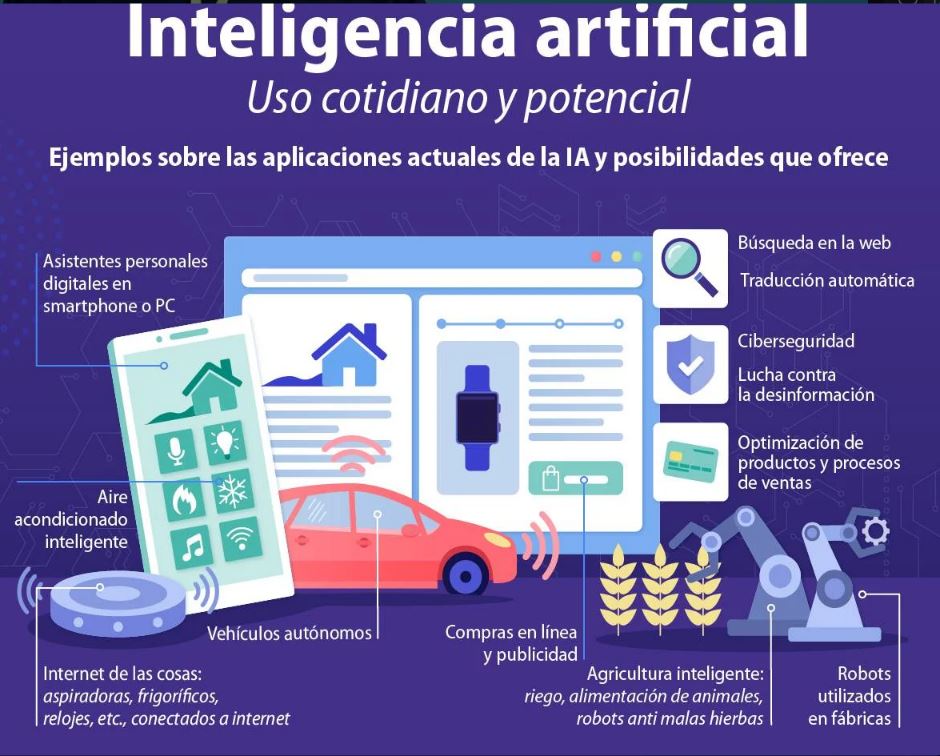 Inteligencia artificial
Uso cotidiano y potencial
Ejemplos sobre las aplicaciones actuales de la IA y posibilidades que ofrece
Asistentes personales
digitales en
smartphone o PC
Búsqueda en la web
Traducción automática
Ciberseguridad
Lucha contra
la desinformación
Optimización de
productos y procesos
de ventas
Aire
acondicionado
inteligente
Vehículos autónomos
Compras en línea
y publicidad
Internet de las cosas:
aspiradoras, frigoríficos,
relojes, etc., conectados a internet
Agricultura inteligente:
riego, alimentación de animales,
robots anti malas hierbas
Robots
utilizados
en fábricas